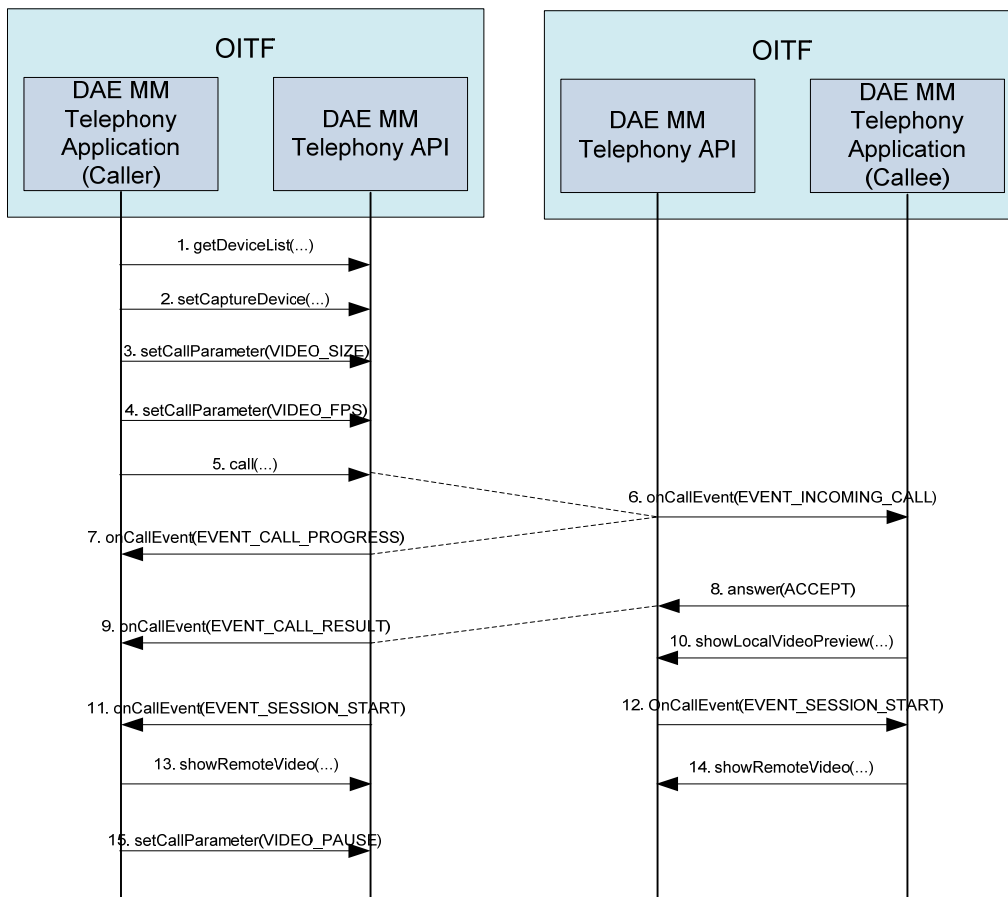 OITF
OITF
DAE MM
Telephony
Application
(Caller)
DAE MM
Telephony API
DAE MM
Telephony API
DAE MM
Telephony
Application
(Callee)
1. getDeviceList(...)
2. setCaptureDevice(...)
3. setCallParameter(VIDEO_SIZE)
4. setCallParameter(VIDEO_FPS)
5. call(...)
6. onCallEvent(EVENT_INCOMING_CALL)
7. onCallEvent(EVENT_CALL_PROGRESS)
8. answer(ACCEPT)
9. onCallEvent(EVENT_CALL_RESULT)
10. showLocalVideoPreview(...)
11. onCallEvent(EVENT_SESSION_START)
12. OnCallEvent(EVENT_SESSION_START)
13. showRemoteVideo(...)
14. showRemoteVideo(...)
15. setCallParameter(VIDEO_PAUSE)